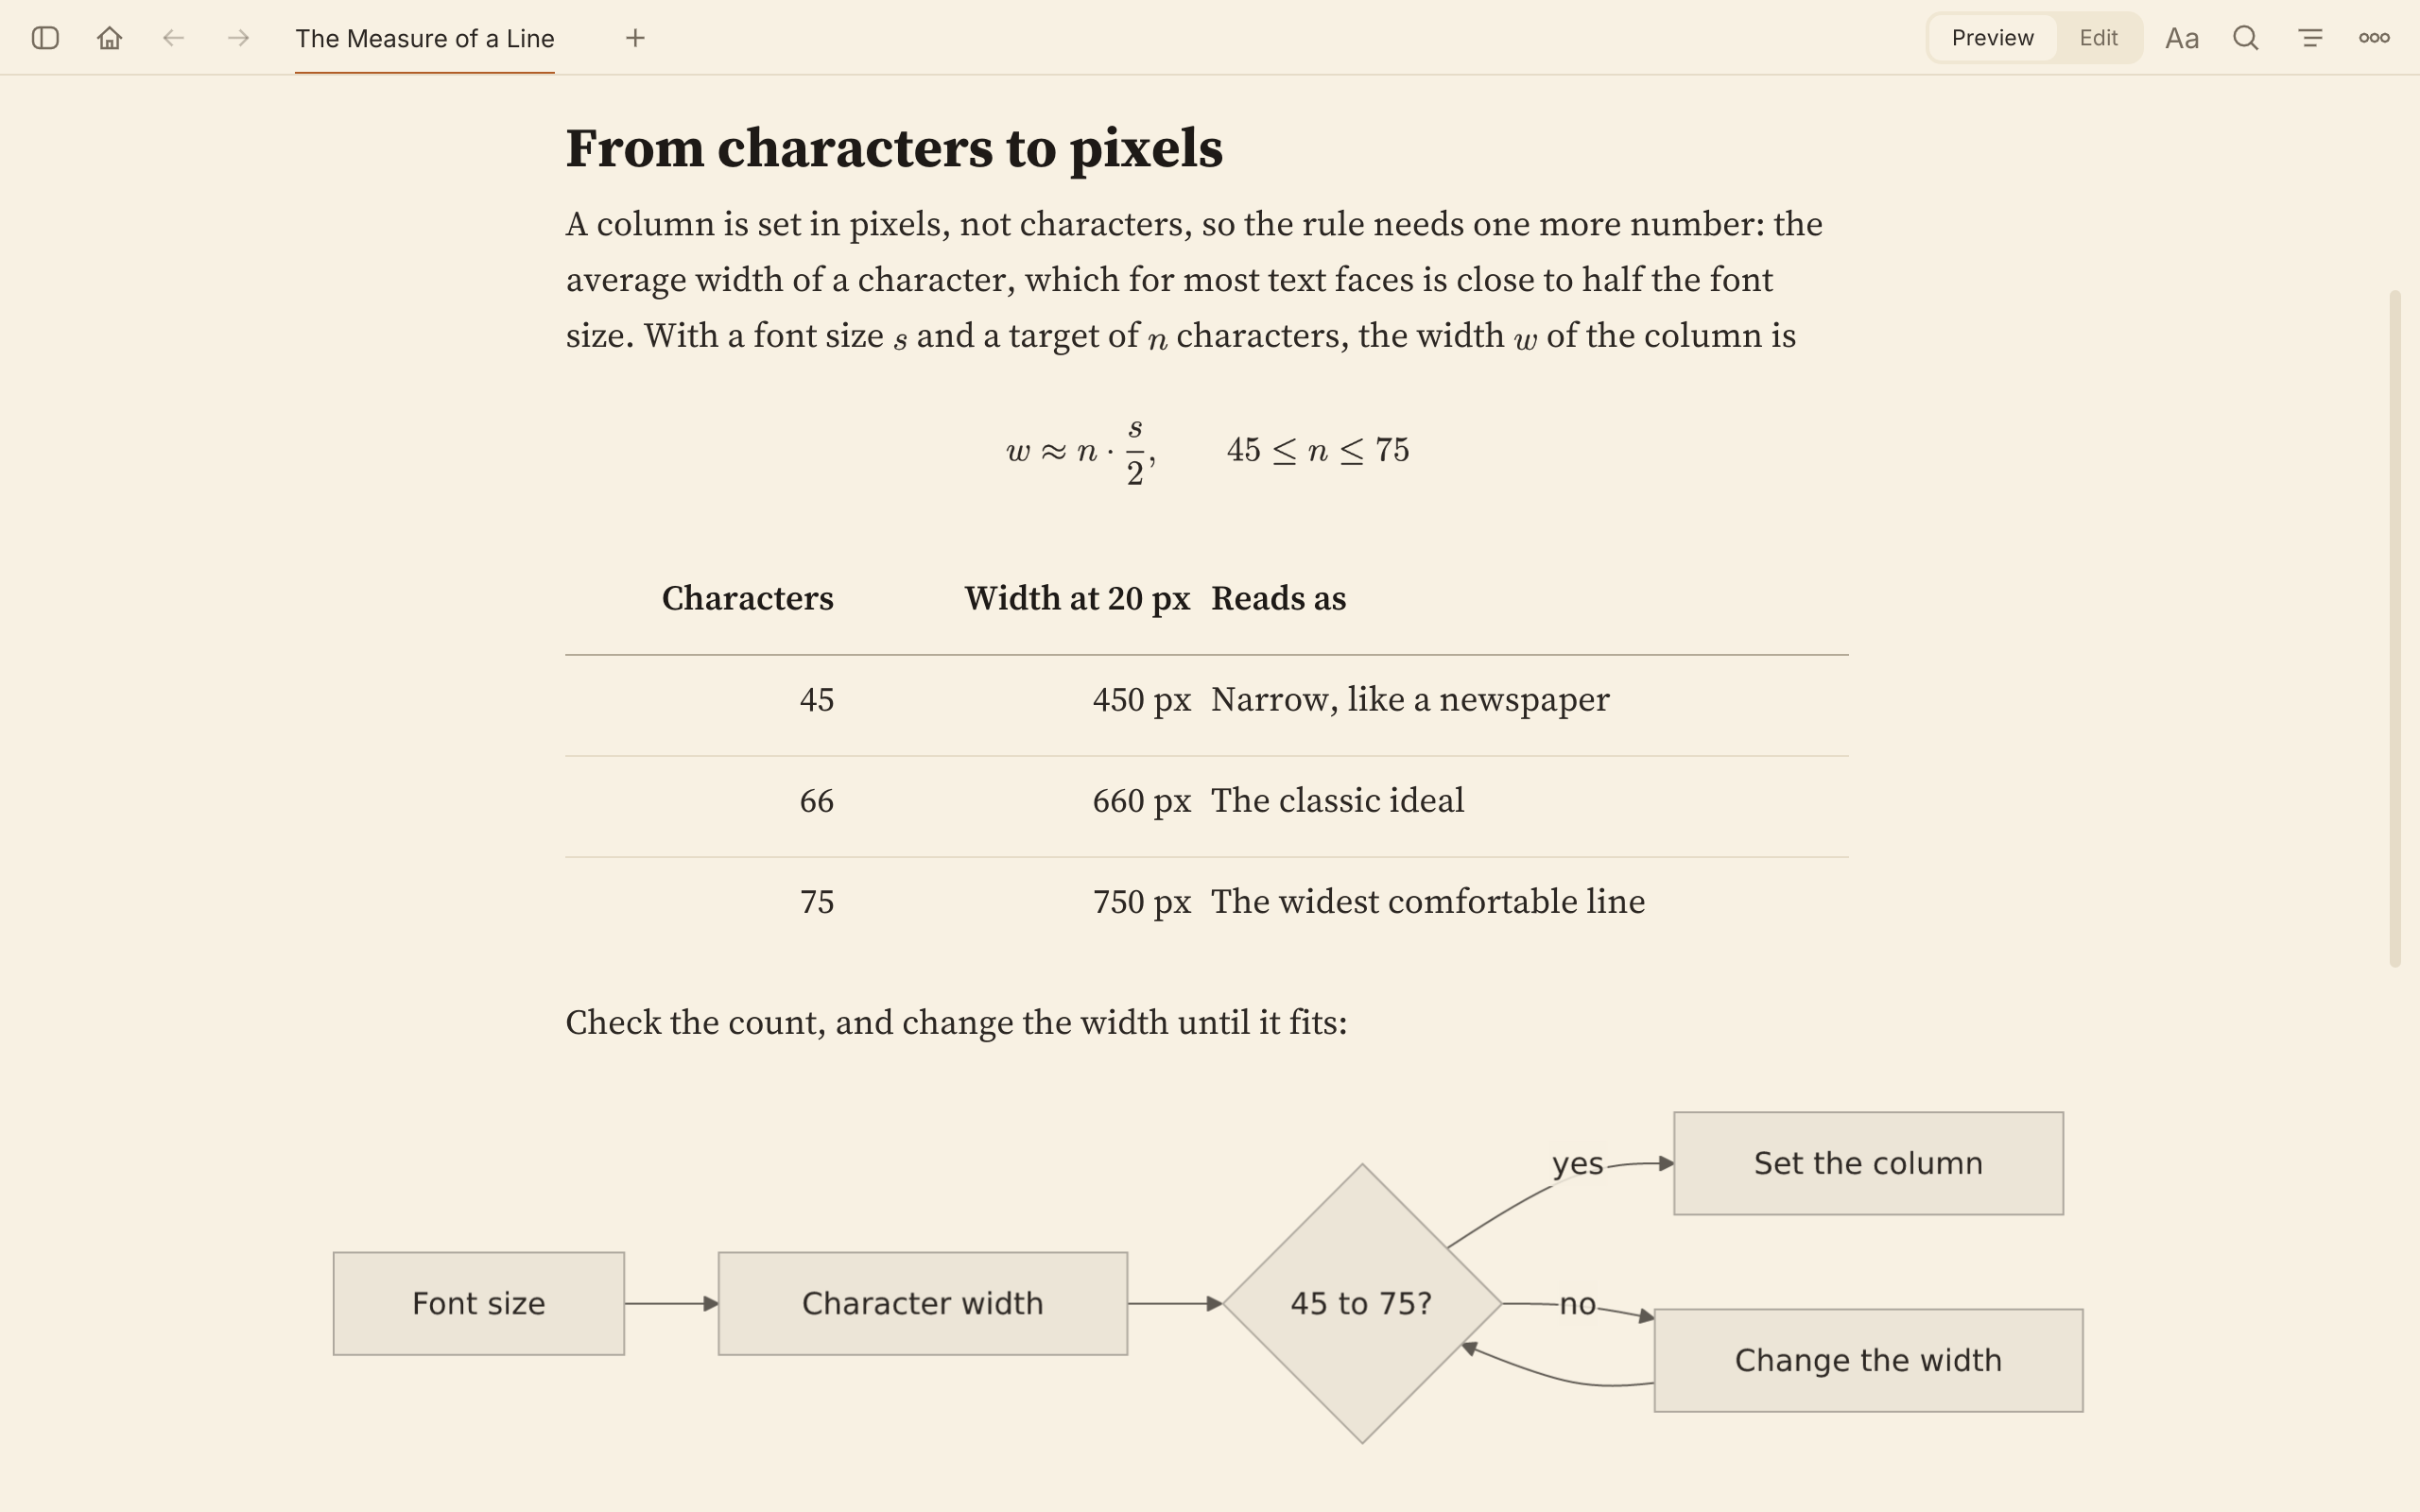 The Measure of a Line
Preview Edit Aa
From characters to pixels
A column is set in pixels, not characters, so the rule needs one more number: the
average width of a character, which for most text faces is close to half the font
size. With a font size s and a target of n characters, the width w of the column is
w ≈ n · s/2, 45 ≤ n ≤ 75
Characters Width at 20 px Reads as
45 450 px Narrow, like a newspaper
66 660 px The classic ideal
75 750 px The widest comfortable line
Check the count, and change the width until it fits:
Font size
Character width
45 to 75?
yes
Set the column
no
Change the width